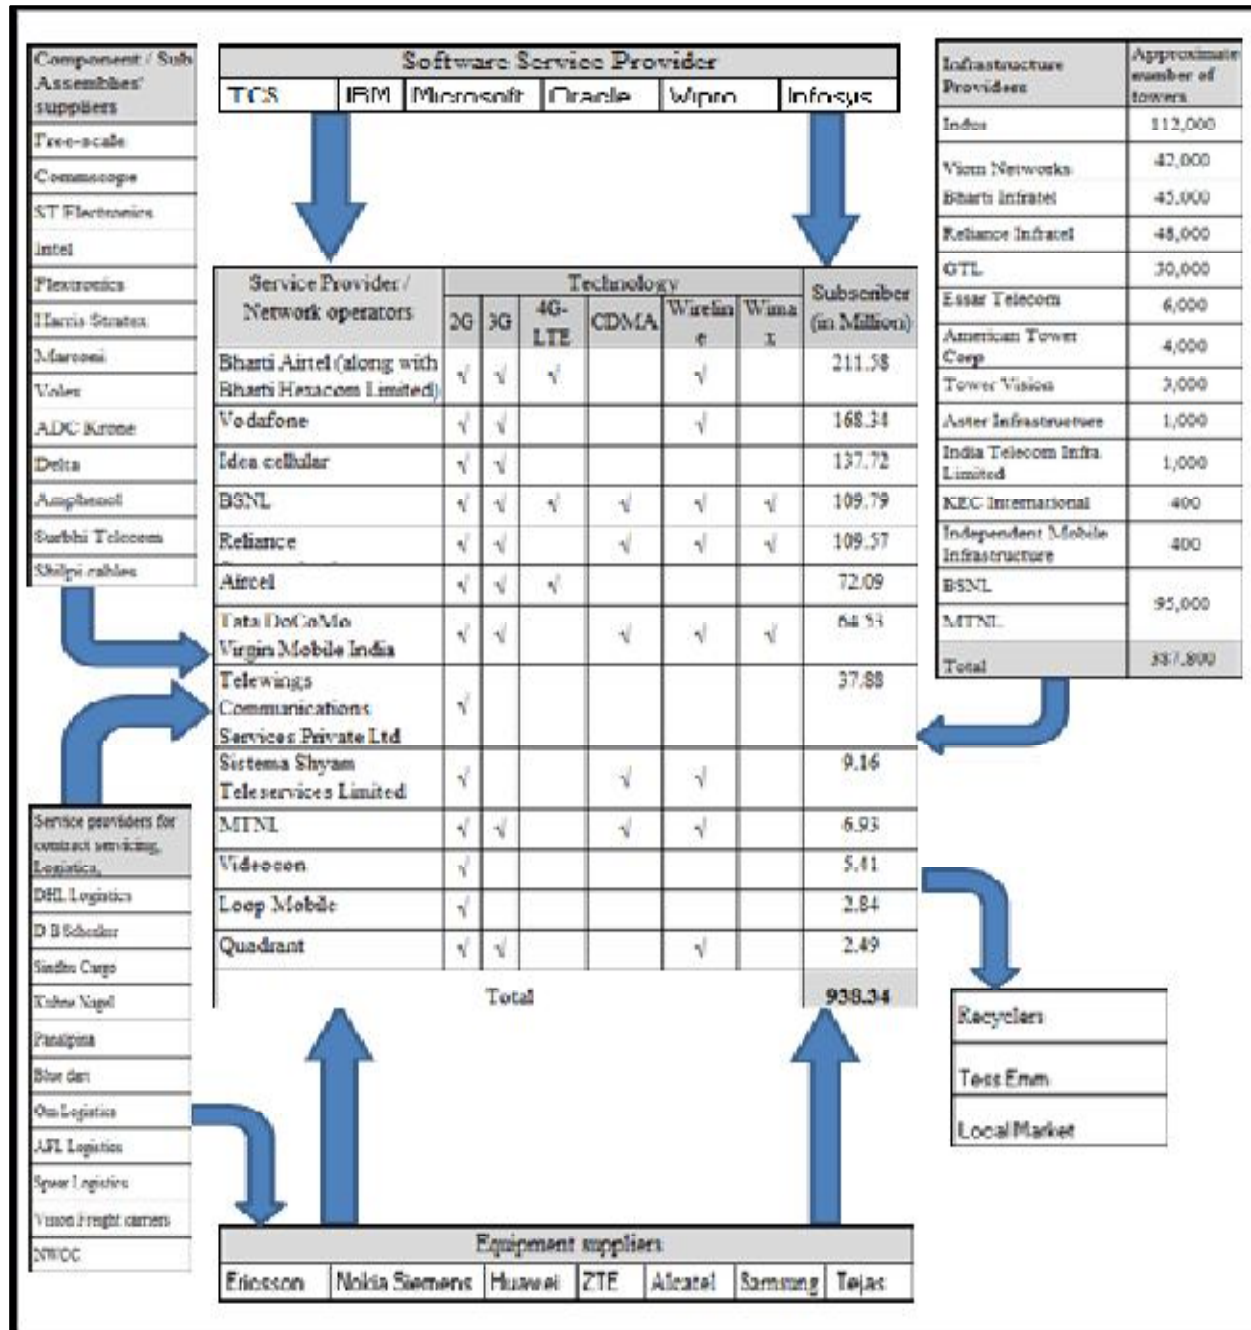 Component / Sub
Assemblies'
suppliers
Free-scale
Commscope
ST Electronics
Intel
Flextronics
Harris Stratex
Marconi
Volex
ADC Krone
Delta
Amphenol
Surbhi Telecom
Shilpi cables
Software Service Provider
TCS IBM Microsoft Oracle Wipro Infosys
Infrastructure
Providers
Approximate
number of
towers
Indus 112,000
Viom Networks 42,000
Bharti Infratel 45,000
Reliance Infratel 48,000
GTL 30,000
Essar Telecom 6,000
American Tower
Corp 4,000
Tower Vision 3,000
Aster Infrastructure 1,000
India Telecom Infra
Limited 1,000
KEC International 400
Independent Mobile
Infrastructure 400
BSNL
MTNL 95,000
Total 387,800
Service Provider /
Network operators
Technology
2G 3G 4G-
LTE CDMA Wirelin
e Wima
x
Subscriber
(in Million)
Bharti Airtel (along with
Bharti Hexacom Limited) √ √ √ √ 211.58
Vodafone √ √ √ 168.34
Idea cellular √ √ 137.72
BSNL √ √ √ √ √ √ 109.79
Reliance √ √ √ √ √ 109.57
Aircel √ √ √ 72.09
Tata DoCoMo
Virgin Mobile India √ √ √ √ √ 64.53
Telewings
Communications
Services Private Ltd √ 37.88
Sistema Shyam
Teleservices Limited √ √ √ 9.16
MTNL √ √ √ √ 6.93
Videocon √ 5.41
Loop Mobile √ 2.84
Quadrant √ √ √ 2.49
Total 938.34
Service providers for
contract servicing,
Logistics,
DHL Logistics
D B Schenker
Sindhu Cargo
Kuhne Nagel
Panalpina
Blue dart
Om Logistics
AFL Logistics
Spear Logistics
Vision Freight carriers
NWCC
Recyclers
Tess Emm
Local Market
Equipment suppliers
Ericsson Nokia Siemens Huawei ZTE Alcatel Samsung Tejas